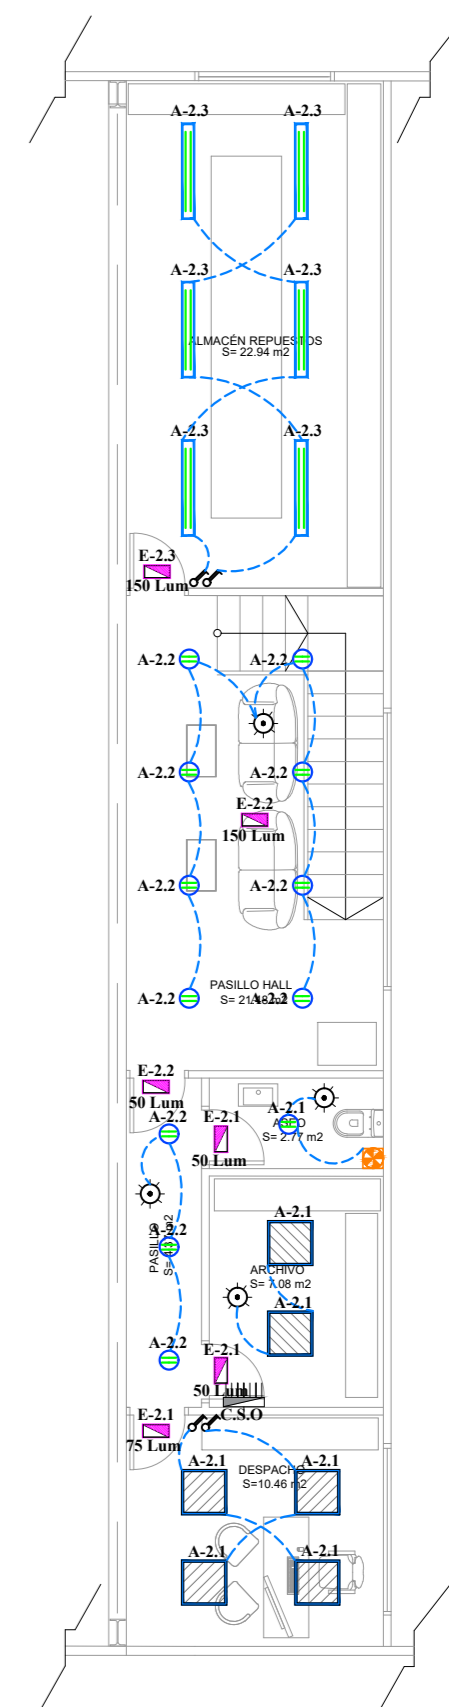 A-2.3 A-2.3
A-2.3 A-2.3
ALMACÉN REPUESTOS
S= 22.94 m2
A-2.3 A-2.3
E-2.3
150 Lum
A-2.2 A-2.2
A-2.2 A-2.2
E-2.2
150 Lum
A-2.2 A-2.2
PASILLO HALL
A-2.2 A-2.2
E-2.2
50 Lum
A-2.1
A-2.2
E-2.1
ASEO
S= 2.77 m2
50 Lum
A-2.1
A-2.2
PASILLO
ARCHIVO
S= 7.08 m2
A-2.1
A-2.2
E-2.1
50 Lum
C.S.O
E-2.1
75 Lum
A-2.1 A-2.1
DESPACHO
S=10.46 m2
A-2.1 A-2.1